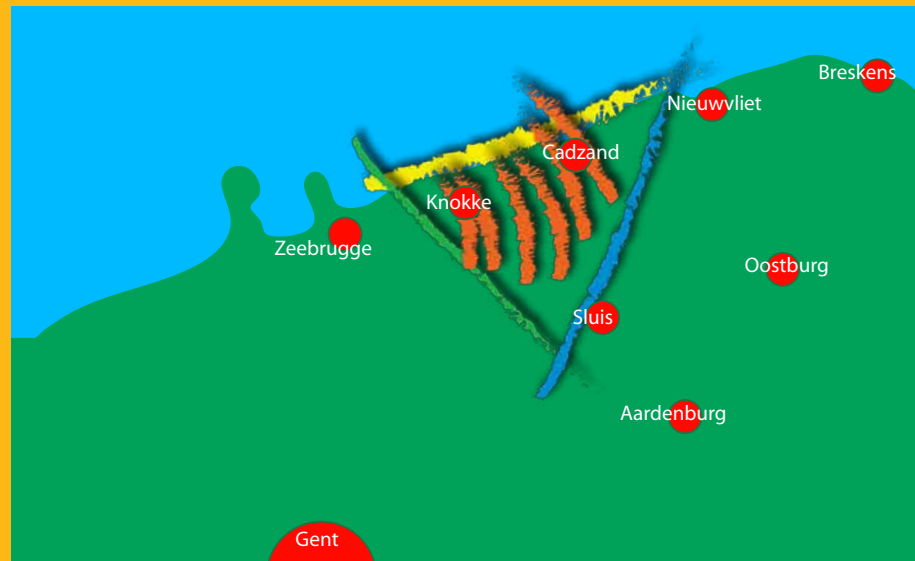 Breskens
Nieuwvliet
Cadzand
Knokke
Zeebrugge
Oostburg
Sluis
Aardenburg
Gent